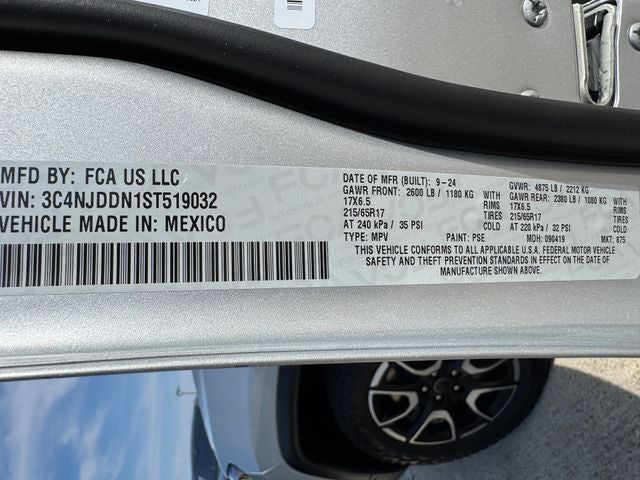 MFD BY: FCA US LLC
VIN: 3C4NJDDN1ST519032
VEHICLE MADE IN: MEXICO
DATE OF MFR (BUILT): 9-24 GVWR: 4875 LB / 2212 KG
GAWR FRONT: 2600 LB / 1180 KG WITH GAWR REAR: 2380 LB / 1080 KG WITH
17X6.5 RIMS 17X6.5 RIMS
215/65R17 TIRES 215/65R17 TIRES
AT 240 kPa / 35 PSI COLD AT 220 kPa / 32 PSI COLD
TYPE: MPV PAINT: PSE MDH: 090419 MKT: 875
THIS VEHICLE CONFORMS TO ALL APPLICABLE U.S.A. FEDERAL MOTOR VEHICLE
SAFETY AND THEFT PREVENTION STANDARDS IN EFFECT ON THE DATE OF
MANUFACTURE SHOWN ABOVE.